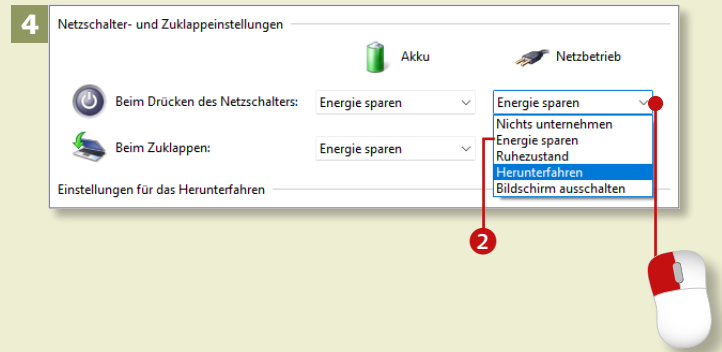 4
Netzschalter- und Zuklappeinstellungen
Akku
Netzbetrieb
Beim Drücken des Netzschalters:
Energie sparen
Energie sparen
Nichts unternehmen
Energie sparen
Ruhezustand
Herunterfahren
Bildschirm ausschalten
Beim Zuklappen:
Energie sparen
Einstellungen für das Herunterfahren
2